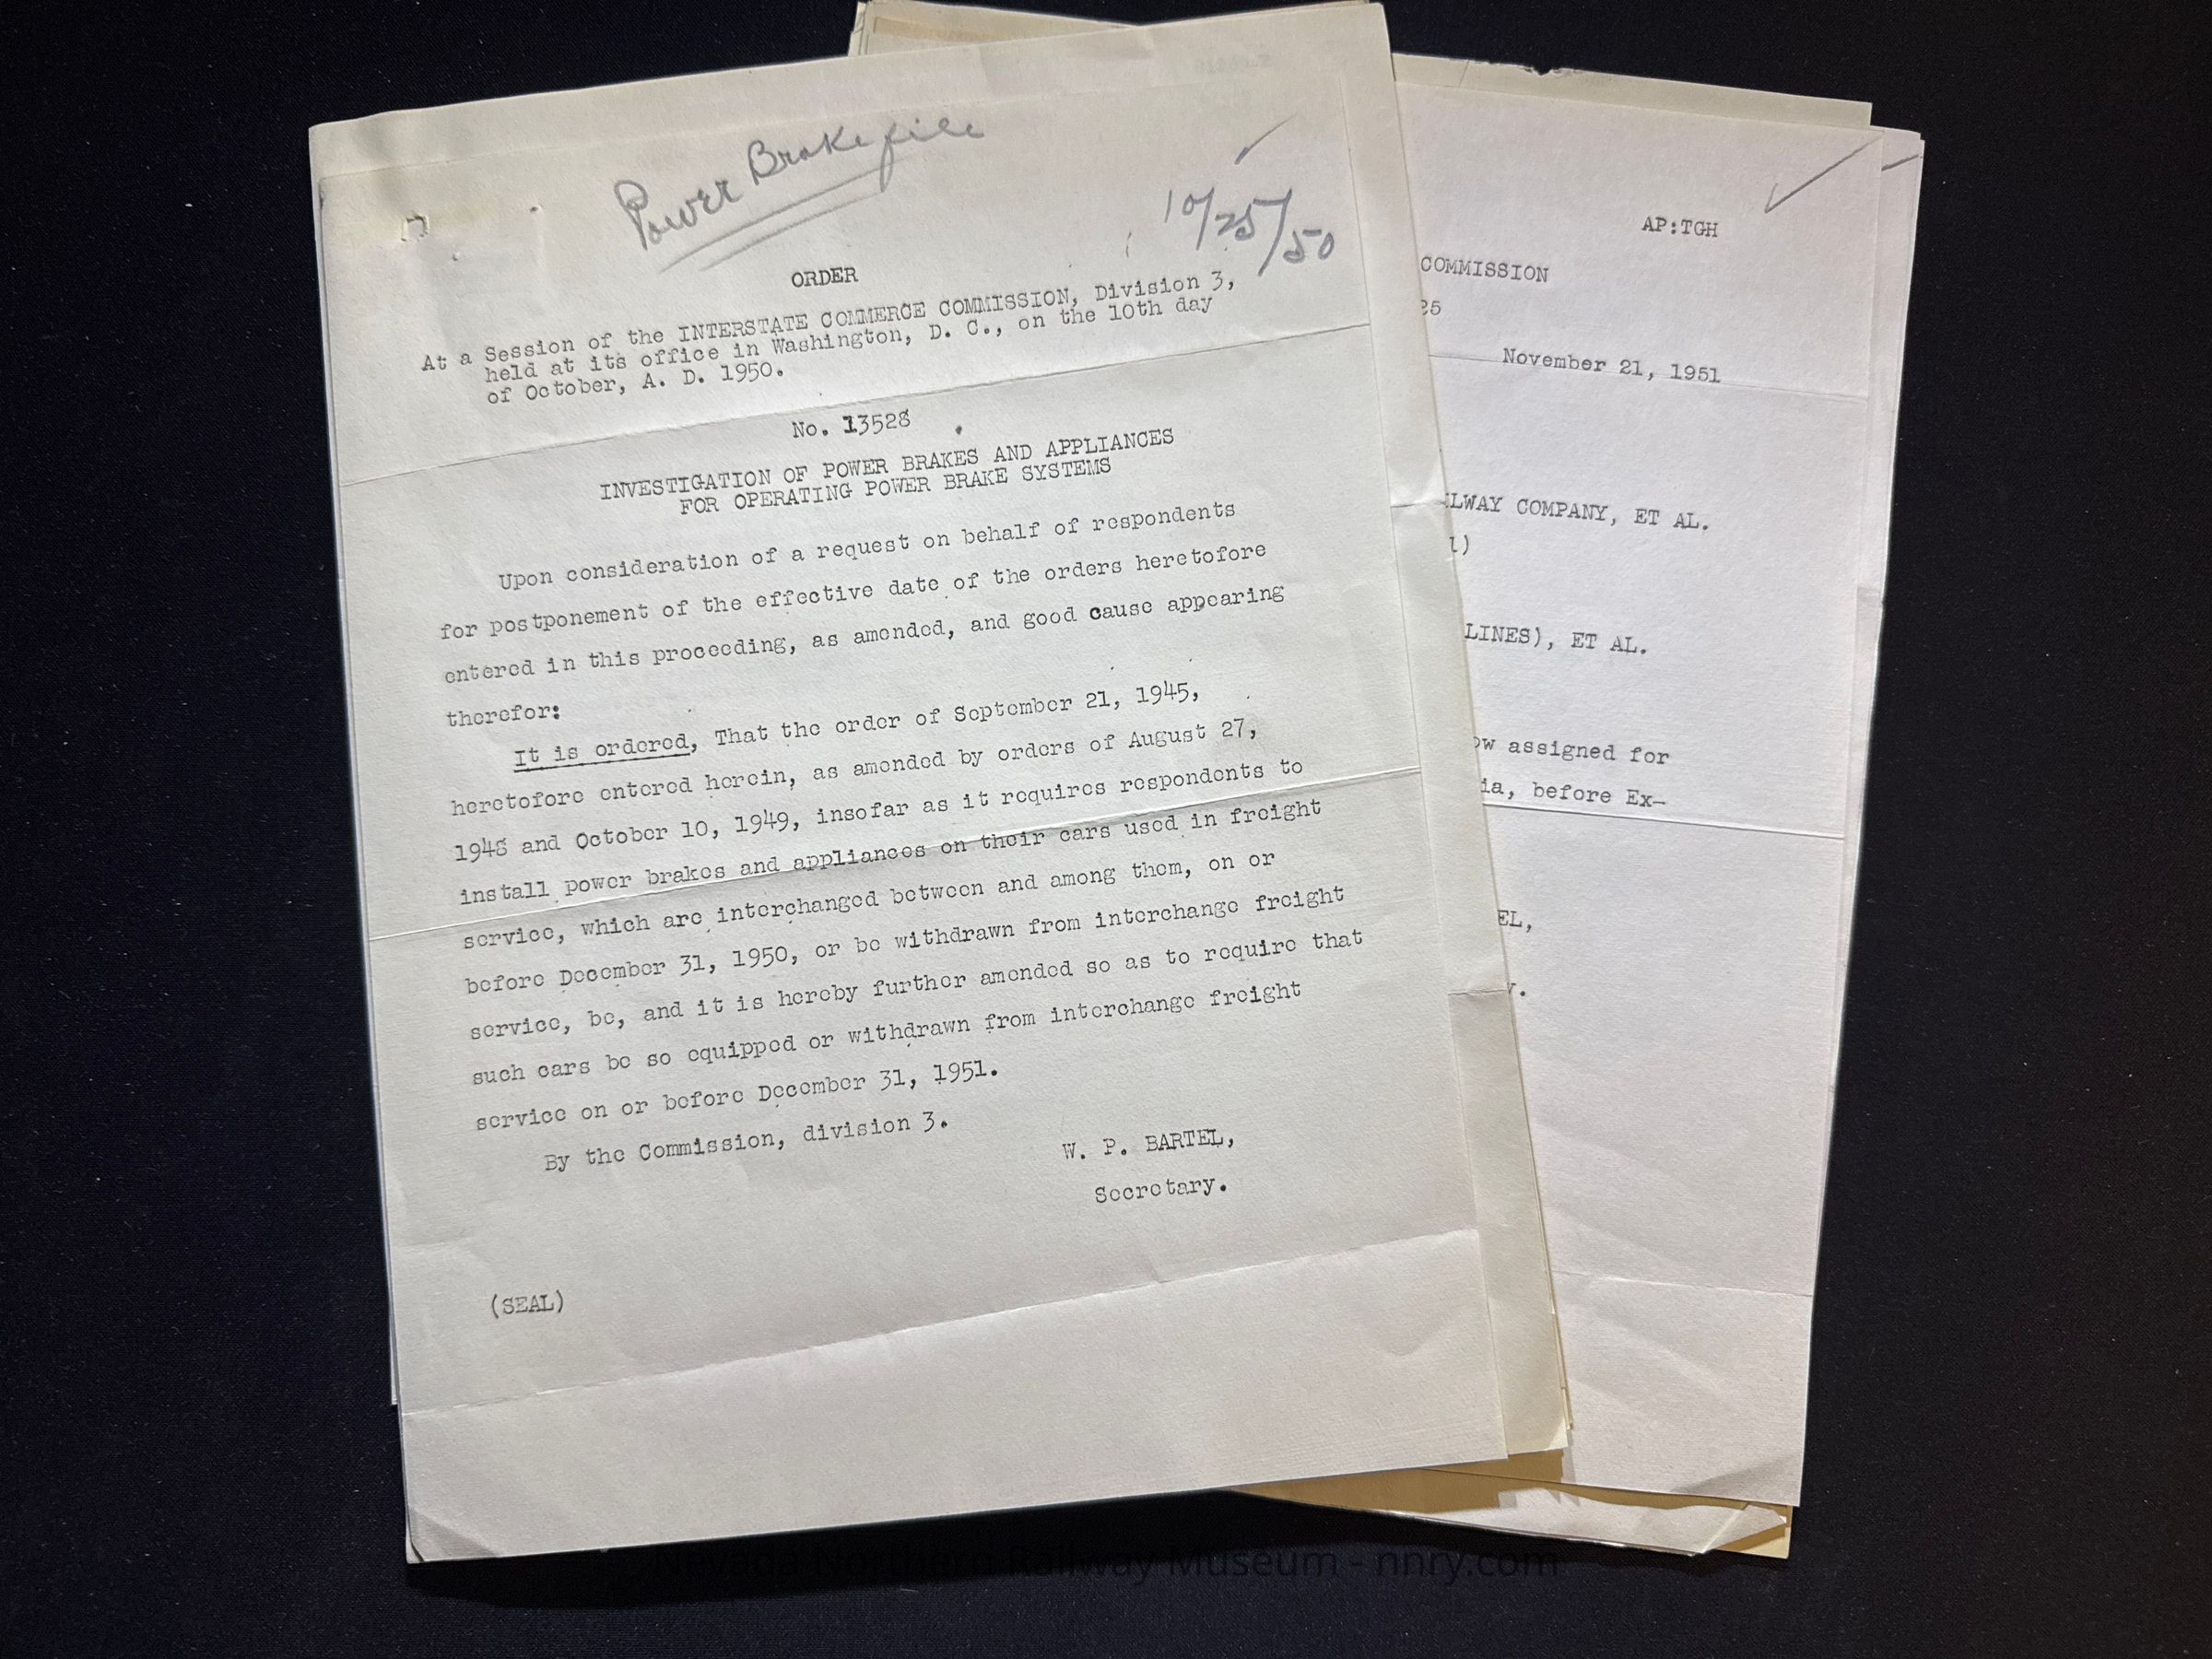 Power Brake file
10/25/50
ORDER
At a Session of the INTERSTATE COMMERCE COMMISSION, Division 3,
held at its office in Washington, D. C., on the 10th day
of October, A. D. 1950.
No. 13528
INVESTIGATION OF POWER BRAKES AND APPLIANCES
FOR OPERATING POWER BRAKE SYSTEMS
Upon consideration of a request on behalf of respondents
for postponement of the effective date of the orders heretofore
entered in this proceeding, as amended, and good cause appearing
therefor:
It is ordered, That the order of September 21, 1945,
heretofore entered herein, as amended by orders of August 27,
1948 and October 10, 1949, insofar as it requires respondents to
install power brakes and appliances on their cars used in freight
service, which are interchanged between and among them, on or
before December 31, 1950, or be withdrawn from interchange freight
service, be, and it is hereby further amended so as to require that
such cars be so equipped or withdrawn from interchange freight
service on or before December 31, 1951.
By the Commission, division 3.
W. P. BARTEL,
Secretary.
(SEAL)
AP:TGH
COMMISSION
25
November 21, 1951
LWAY COMPANY, ET AL.
1)
LINES), ET AL.
ow assigned for
ia, before Ex-
EL,
y.
Nevada Northern Railway Museum - nnry.com